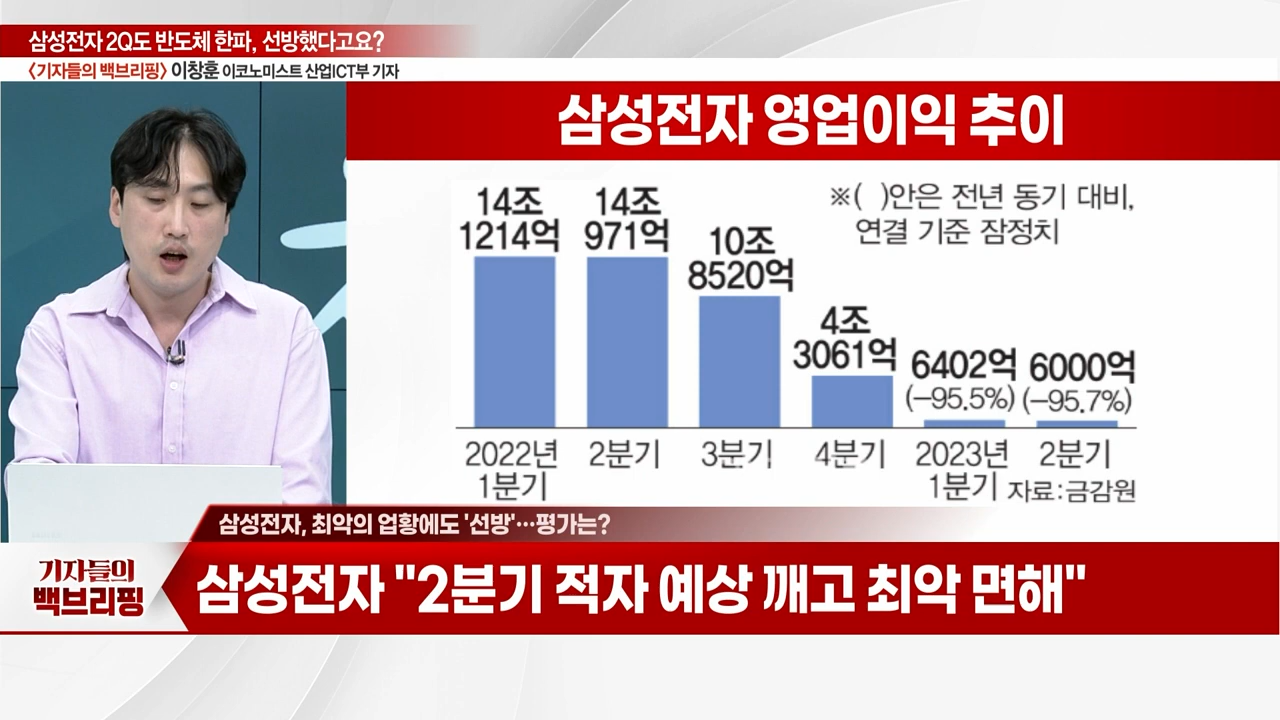 삼성전자 2Q도 반도체 한파, 선방했다고요?
<기자들의 백브리핑> 이창훈 이코노미스트 산업ICT부 기자
삼성전자 영업이익 추이
※( )안은 전년 동기 대비,
연결 기준 잠정치
14조
1214억
14조
971억
10조
8520억
4조
3061억
6402억
(-95.5%)
6000억
(-95.7%)
2022년
1분기
2분기
3분기
4분기
2023년
1분기
2분기
자료:금감원
삼성전자, 최악의 업황에도 '선방'…평가는?
기자들의
백브리핑
삼성전자 "2분기 적자 예상 깨고 최악 면해"